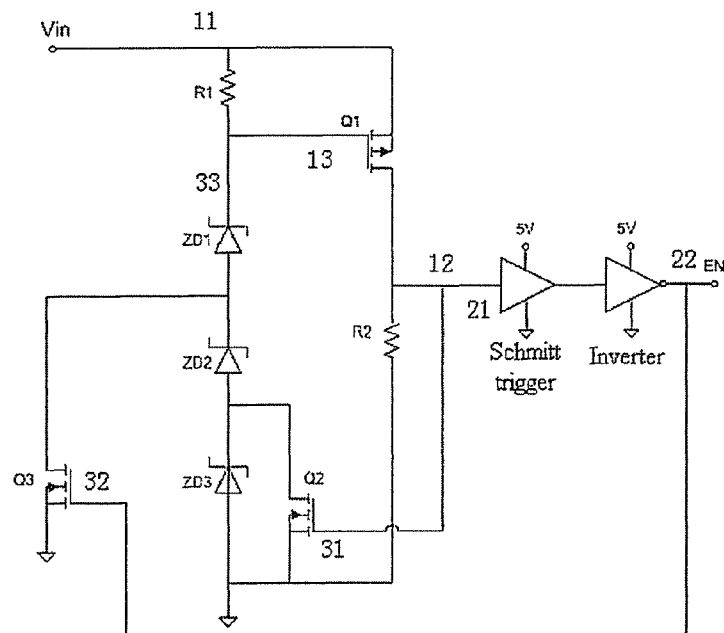 Vin
11
R1
Q1
13
33
ZD1
5V
5V
12
22
EN
21
R2
Schmitt
trigger
Inverter
ZD2
Q3
32
ZD3
Q2
31